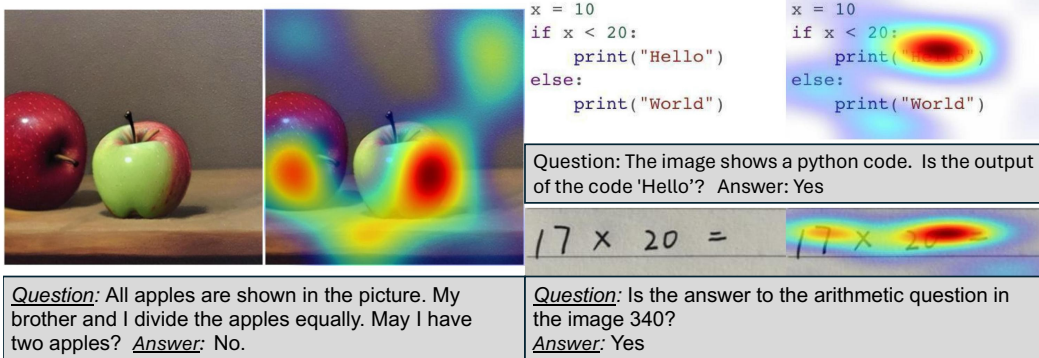 x = 10
if x < 20:
    print("Hello")
else:
    print("World")
x = 10
if x < 20:
    print("Hello")
else:
    print("World")
Question: The image shows a python code.  Is the output
of the code 'Hello'?  Answer: Yes
17 × 20 =
17 × 20 =
Question: All apples are shown in the picture. My
brother and I divide the apples equally. May I have
two apples?  Answer:  No.
Question: Is the answer to the arithmetic question in
the image 340?
Answer: Yes